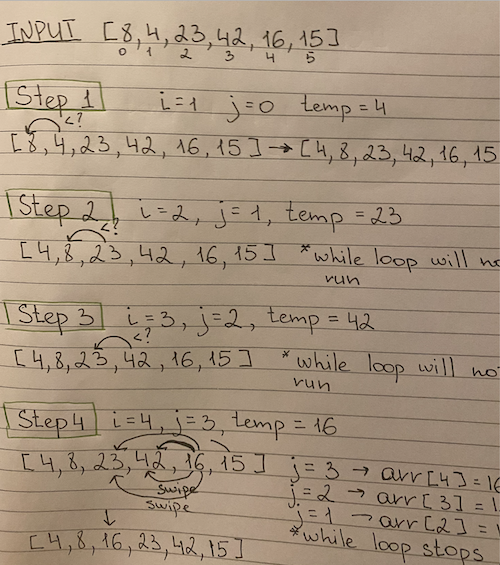 INPUT [8, 4, 23, 42, 16, 15]
0 1 2 3 4 5
Step 1 i=1 j=0 temp=4
<?
[8, 4, 23, 42, 16, 15] → [4, 8, 23, 42, 16, 15
Step 2 i=2, j=1, temp=23
<?
[4, 8, 23, 42, 16, 15] *while loop will no
run
Step 3 i=3, j=2, temp=42
<?
[4, 8, 23, 42, 16, 15] *while loop will no
run
Step 4 i=4, j=3, temp=16
[4, 8, 23, 42, 16, 15] j=3 → arr[4]=16
swipe j=2 → arr[3]=1
swipe j=1 → arr[2]=
*while loop stops
[4, 8, 16, 23, 42, 15]